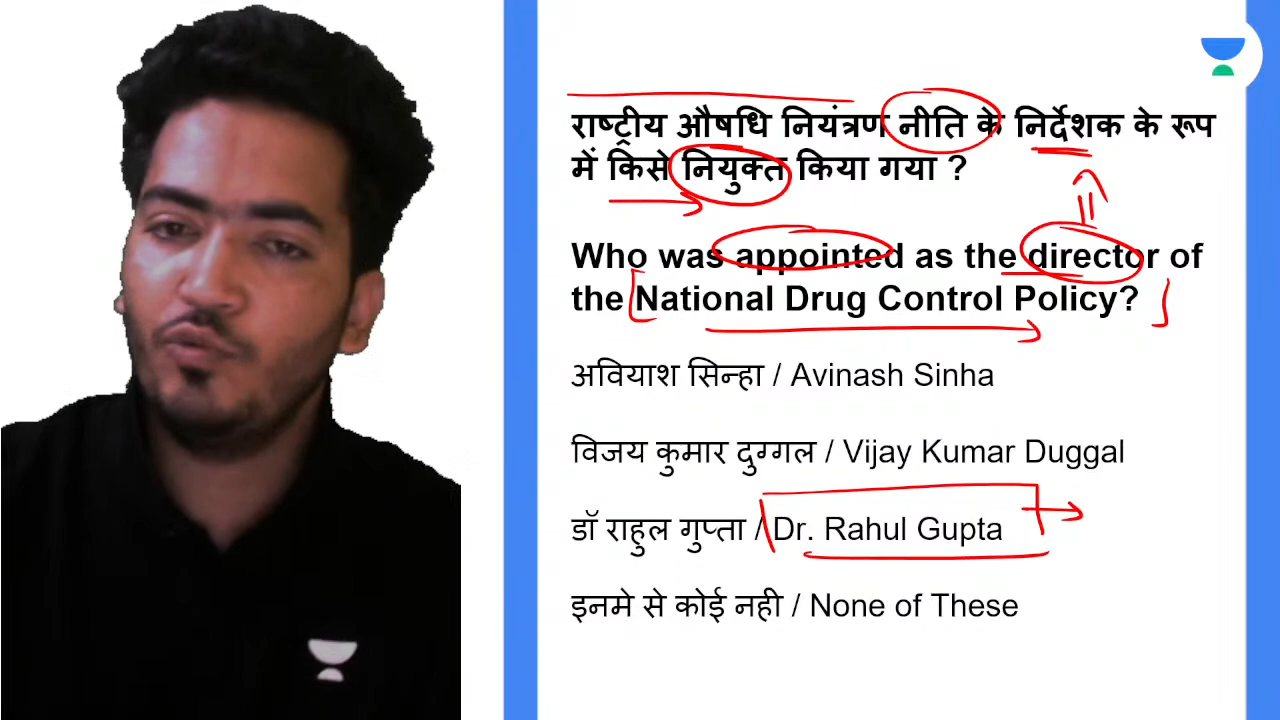 राष्ट्रीय औषधि नियंत्रण नीति के निर्देशक के रूप
में किसे नियुक्त किया गया ?
Who was appointed as the director of
the National Drug Control Policy?
अवियाश सिन्हा / Avinash Sinha
विजय कुमार दुग्गल / Vijay Kumar Duggal
डॉ राहुल गुप्ता / Dr. Rahul Gupta
इनमे से कोई नही / None of These